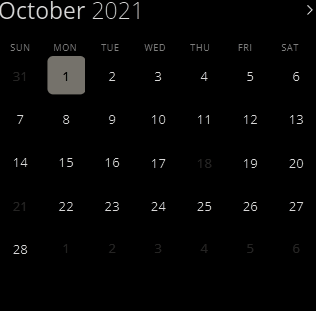 October 2021 >
SUN MON TUE WED THU FRI SAT
31 1 2 3 4 5 6
7 8 9 10 11 12 13
14 15 16 17 18 19 20
21 22 23 24 25 26 27
28 1 2 3 4 5 6